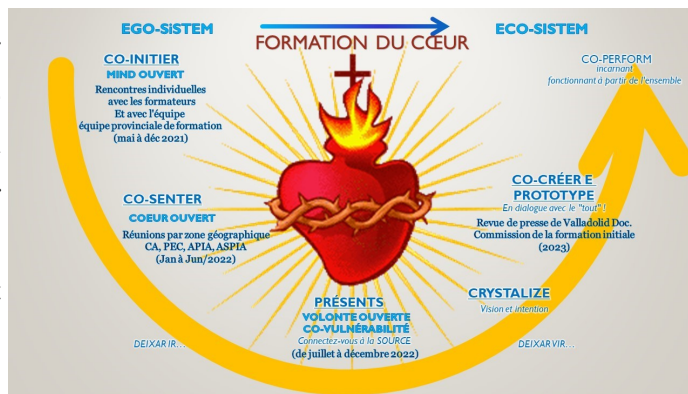 EGO-SiSTEM
ECO-SISTEM
FORMATION DU CŒUR
CO-INITIER
MIND OUVERT
Rencontres individuelles
avec les formateurs
Et avec l'équipe
équipe provinciale de formation
(mai à déc 2021)
CO-SENTER
COEUR OUVERT
Réunions par zone géographique
CA, PEC, APIA, ASPIA
(Jan à Jun/2022)
DEIXAR IR...
PRÉSENTS
VOLONTE OUVERTE
CO-VULNÉRABILITÉ
Connectez-vous à la SOURCE
(de juillet à décembre 2022)
DEIXAR VIR...
CRYSTALIZE
Vision et intention
CO-CRÉER E
PROTOTYPE
En dialogue avec le "tout" !
Revue de presse de Valladolid Doc.
Commission de la formation initiale
(2023)
CO-PERFORM
incarnant
fonctionnant à partir de l'ensemble